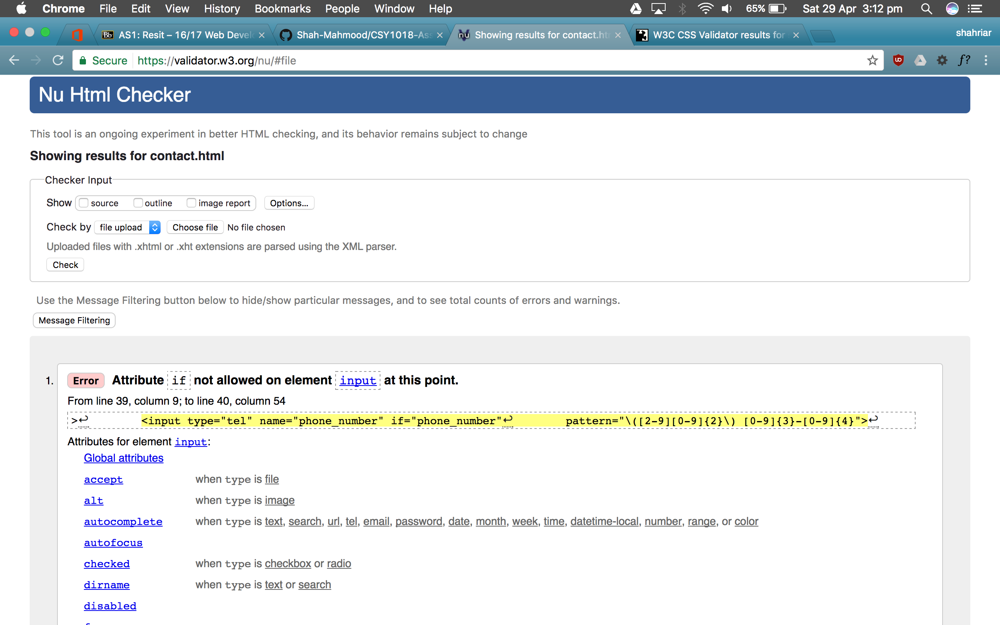 Chrome File Edit View History Bookmarks People Window Help 65% Sat 29 Apr 3:12 pm
Bb AS1: Resit – 16/17 Web Devel × Shah-Mahmood/CSY1018-Ass × nu Showing results for contact.htm × W3C CSS Validator results for × shahriar
Secure https://validator.w3.org/nu/#file f?
Nu Html Checker
This tool is an ongoing experiment in better HTML checking, and its behavior remains subject to change
Showing results for contact.html
Checker Input
Show source outline image report Options...
Check by file upload Choose file No file chosen
Uploaded files with .xhtml or .xht extensions are parsed using the XML parser.
Check
Use the Message Filtering button below to hide/show particular messages, and to see total counts of errors and warnings.
Message Filtering
1. Error Attribute if not allowed on element input at this point.
From line 39, column 9; to line 40, column 54
>↩ <input type="tel" name="phone_number" if="phone_number"↩ pattern="\([2-9][0-9]{2}\) [0-9]{3}-[0-9]{4}">↩
Attributes for element input:
Global attributes
accept when type is file
alt when type is image
autocomplete when type is text, search, url, tel, email, password, date, month, week, time, datetime-local, number, range, or color
autofocus
checked when type is checkbox or radio
dirname when type is text or search
disabled